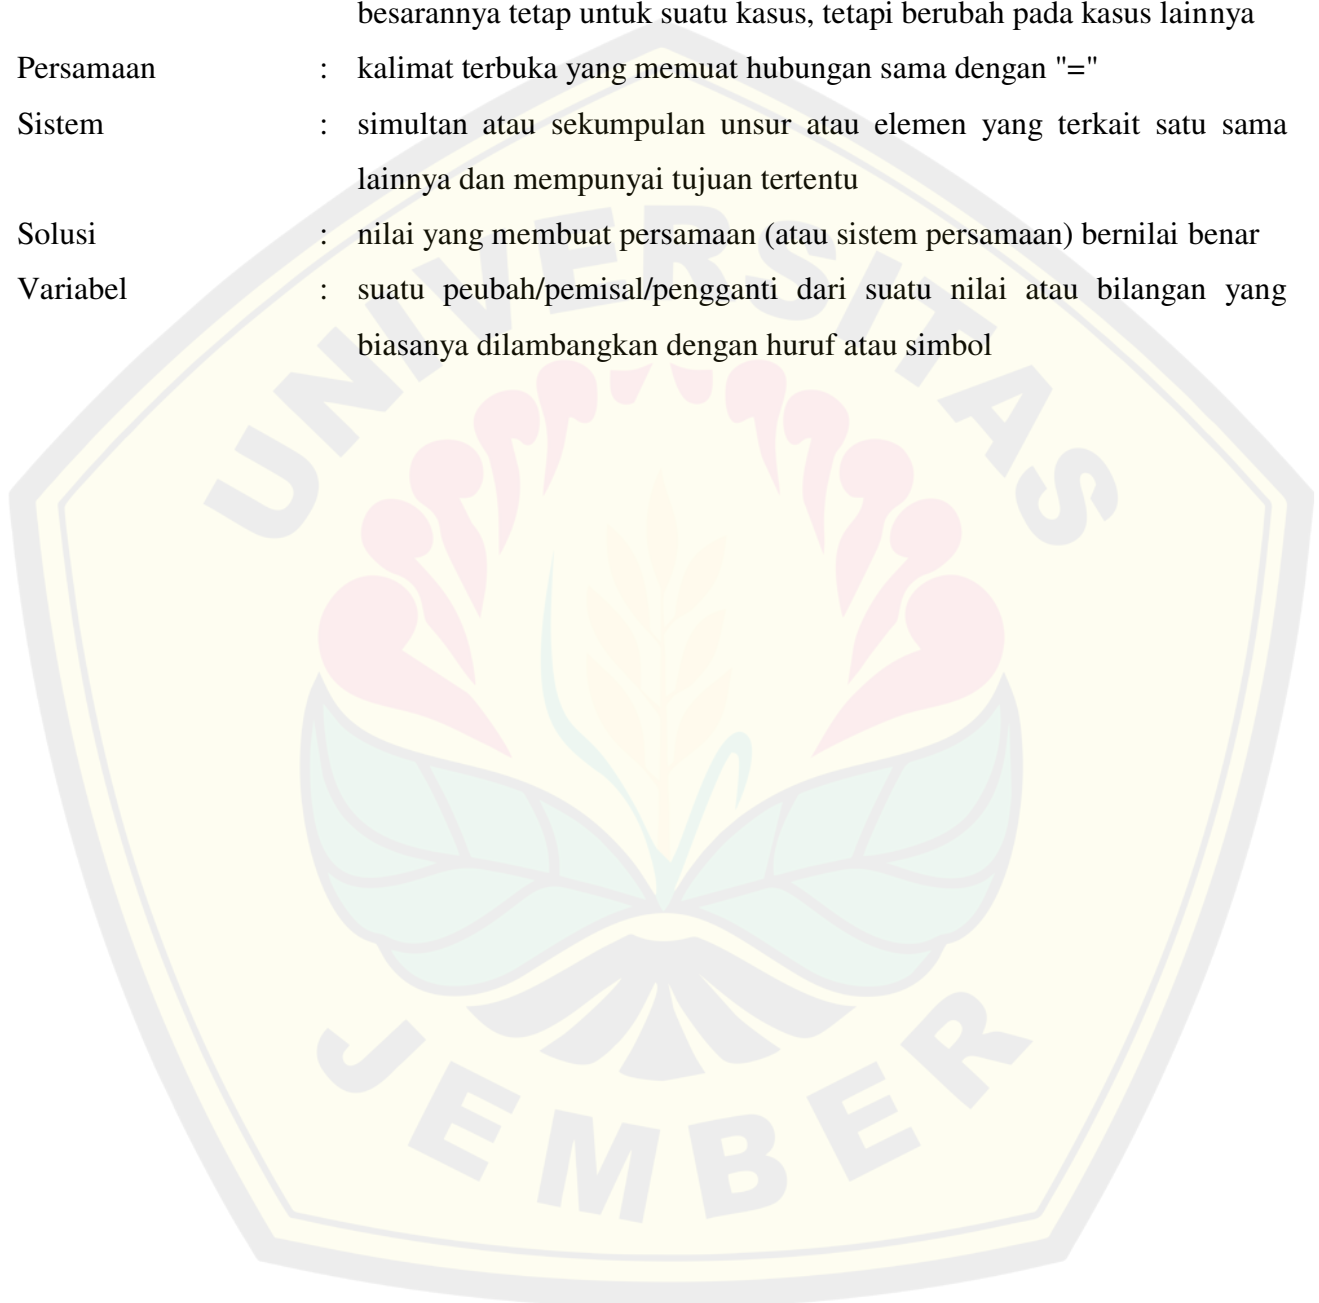 besarannya tetap untuk suatu kasus, tetapi berubah pada kasus lainnya
Persamaan : kalimat terbuka yang memuat hubungan sama dengan "="
Sistem : simultan atau sekumpulan unsur atau elemen yang terkait satu sama
lainnya dan mempunyai tujuan tertentu
Solusi : nilai yang membuat persamaan (atau sistem persamaan) bernilai benar
Variabel : suatu peubah/pemisal/pengganti dari suatu nilai atau bilangan yang
biasanya dilambangkan dengan huruf atau simbol
UNIVERSITAS
JEMBER